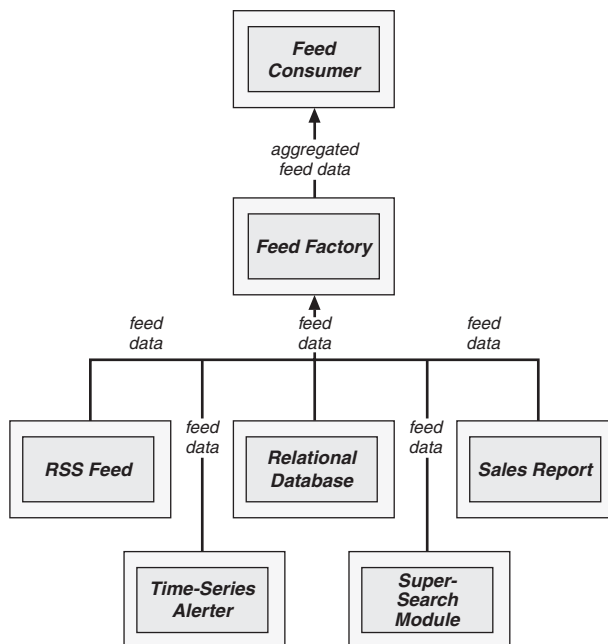 Feed
Consumer
aggregated
feed data
Feed Factory
feed
data
feed
data
feed
data
feed
data
feed
data
RSS Feed
Relational
Database
Sales Report
Time-Series
Alerter
Super-
Search
Module